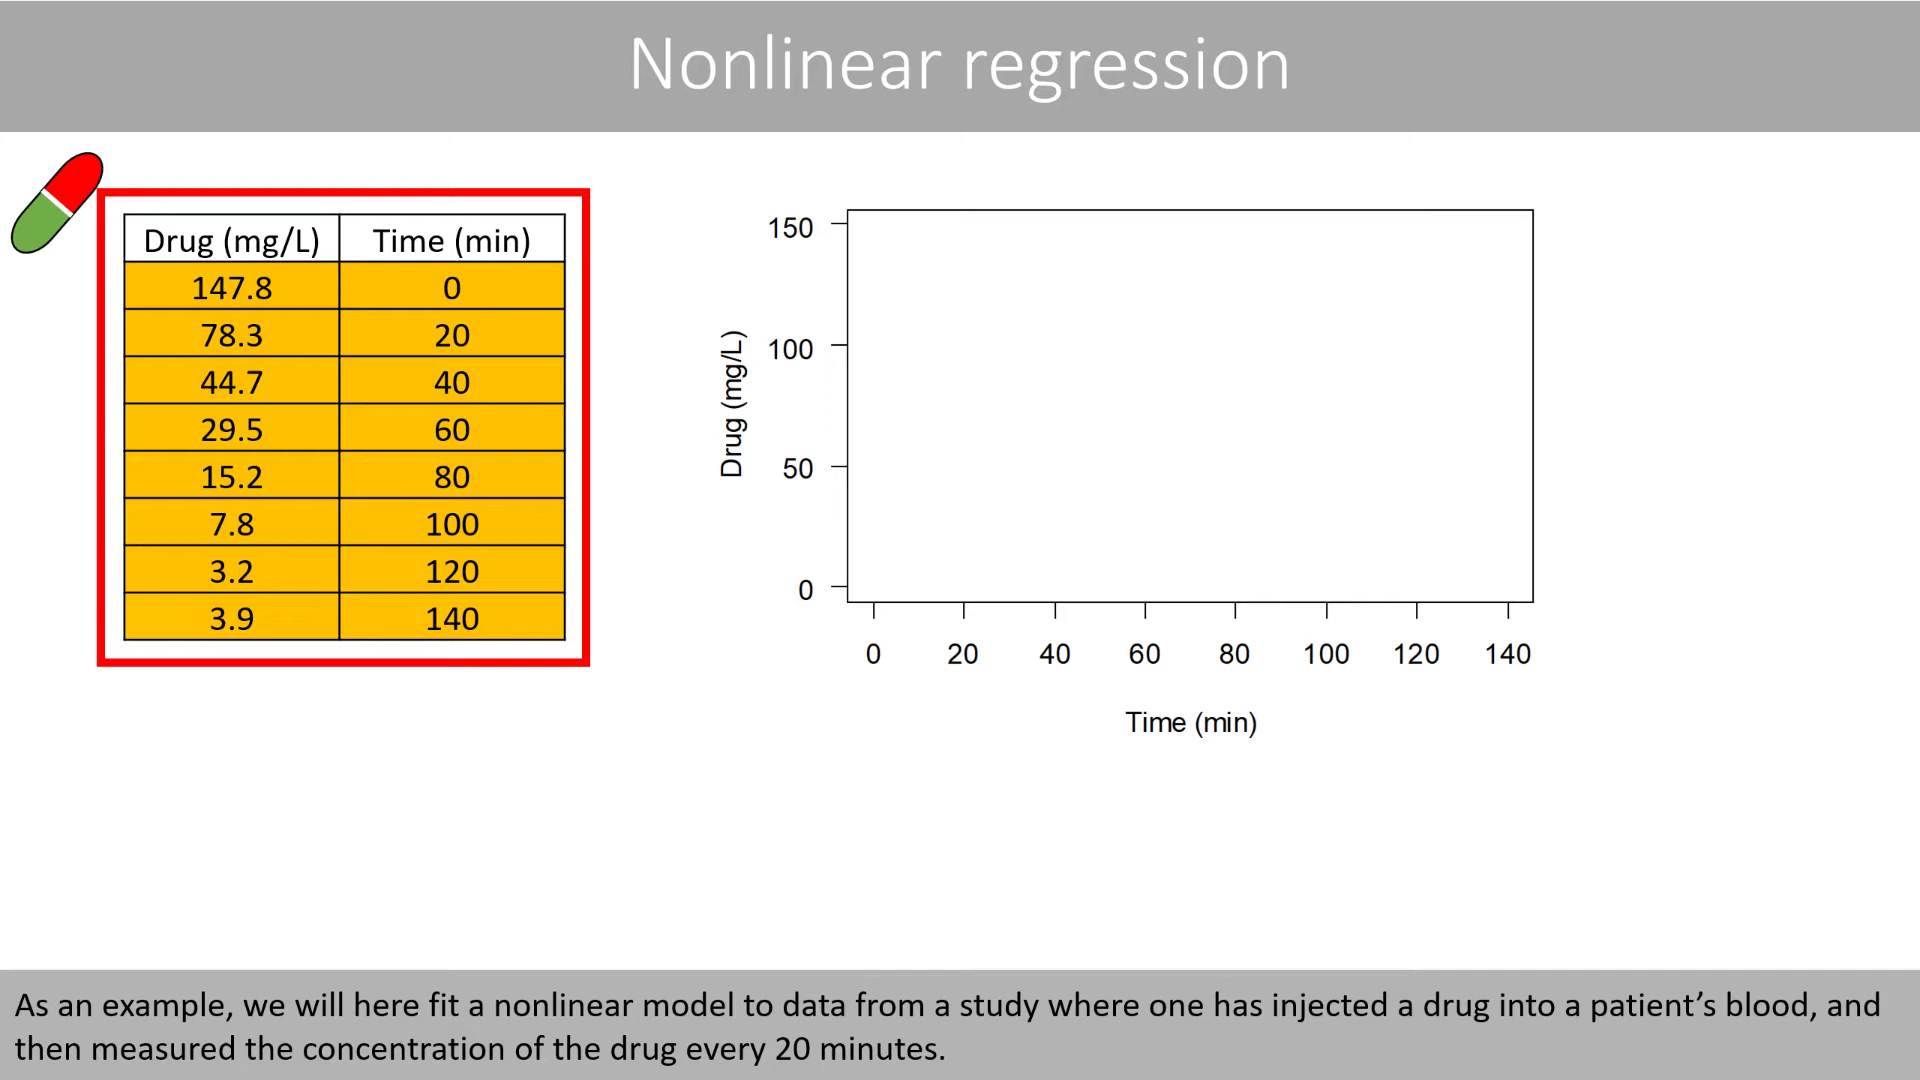 Nonlinear regression
Drug (mg/L) Time (min)
147.8 0
78.3 20
44.7 40
29.5 60
15.2 80
7.8 100
3.2 120
3.9 140
150
100
50
0
Drug (mg/L)
0 20 40 60 80 100 120 140
Time (min)
As an example, we will here fit a nonlinear model to data from a study where one has injected a drug into a patient’s blood, and
then measured the concentration of the drug every 20 minutes.